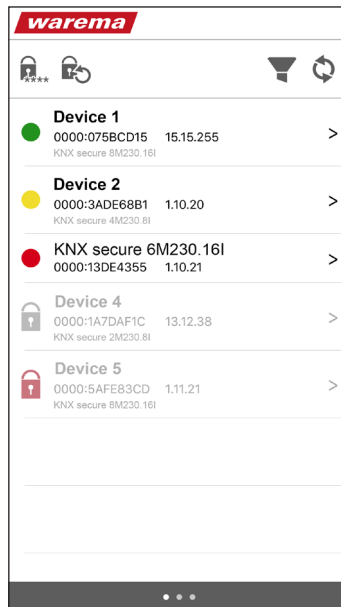 warema
****
Device 1
0000:075BCD15 15.15.255 >
KNX secure 8M230.16I
Device 2
0000:3ADE68B1 1.10.20 >
KNX secure 4M230.8I
KNX secure 6M230.16I
0000:13DE4355 1.10.21 >
Device 4
0000:1A7DAF1C 13.12.38 >
KNX secure 2M230.8I
Device 5
0000:5AFE83CD 1.11.21 >
KNX secure 8M230.16I